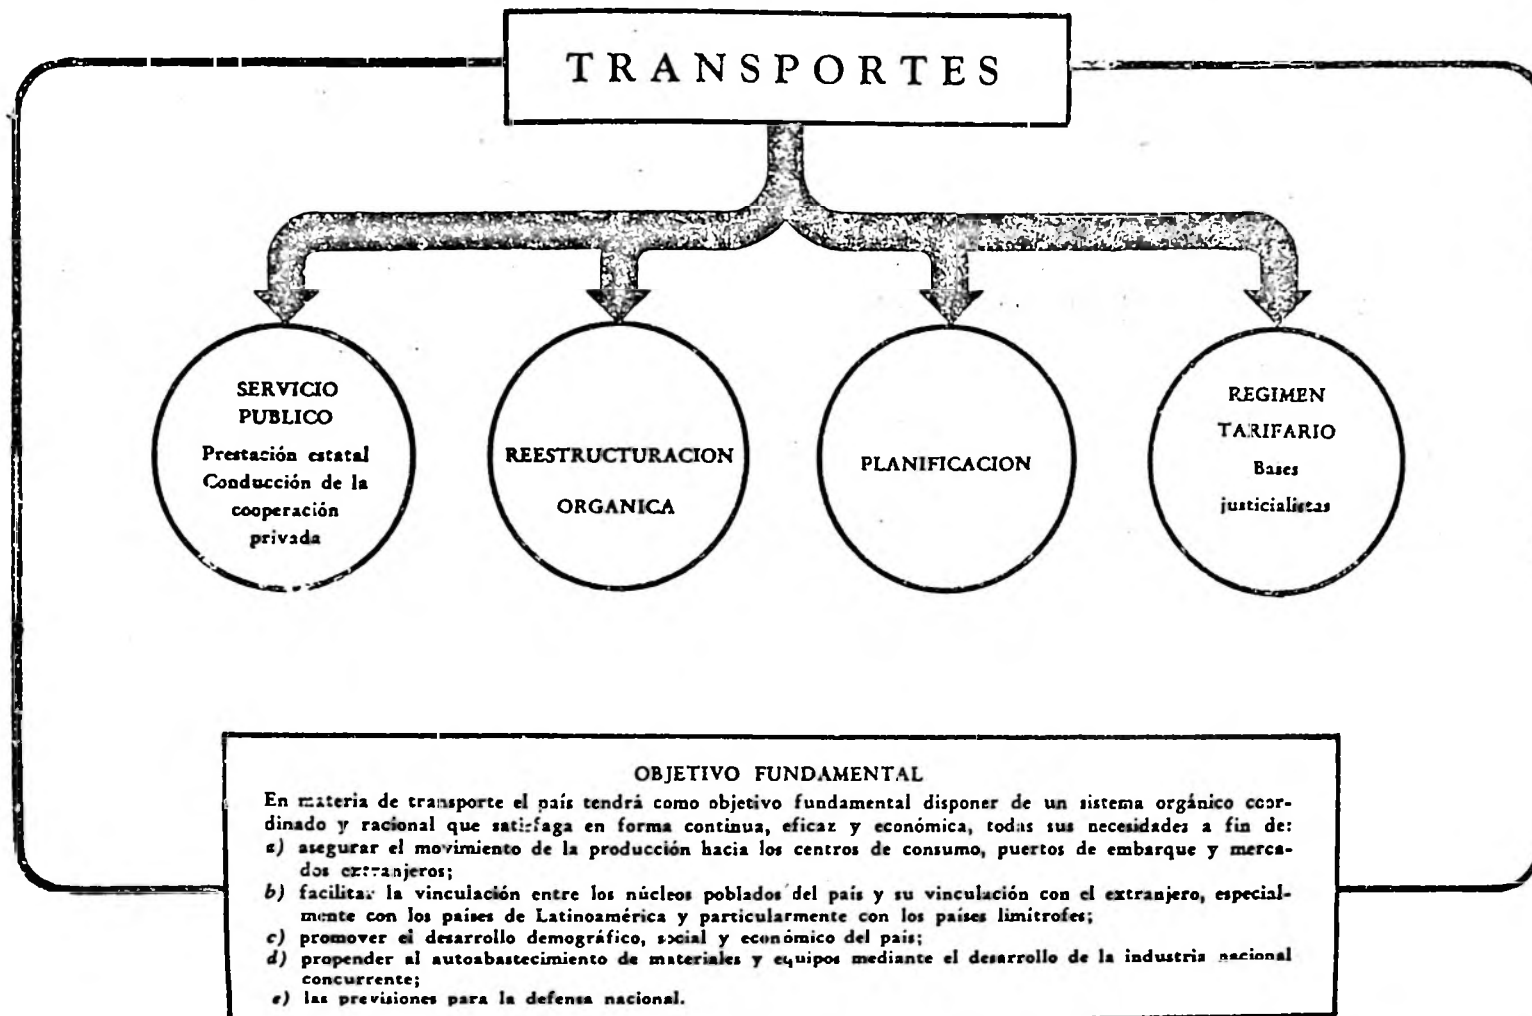 TRANSPORTES
SERVICIO
PUBLICO
Prestación estatal
Conducción de la
cooperación
privada
REESTRUCTURACION
ORGANICA
PLANIFICACION
REGIMEN
TARIFARIO
Bases
justicialistas
OBJETIVO FUNDAMENTAL
En materia de transporte el país tendrá como objetivo fundamental disponer de un sistema orgánico coor-
dinado y racional que satisfaga en forma continua, eficaz y económica, todas sus necesidades a fin de:
a) asegurar el movimiento de la producción hacia los centros de consumo, puertos de embarque y merca-
dos extranjeros;
b) facilitar la vinculación entre los núcleos poblados del país y su vinculación con el extranjero, especial-
mente con los países de Latinoamérica y particularmente con los países limítrofes;
c) promover el desarrollo demográfico, social y económico del país;
d) propender al autoabastecimiento de materiales y equipos mediante el desarrollo de la industria nacional
concurrente;
e) las previsiones para la defensa nacional.